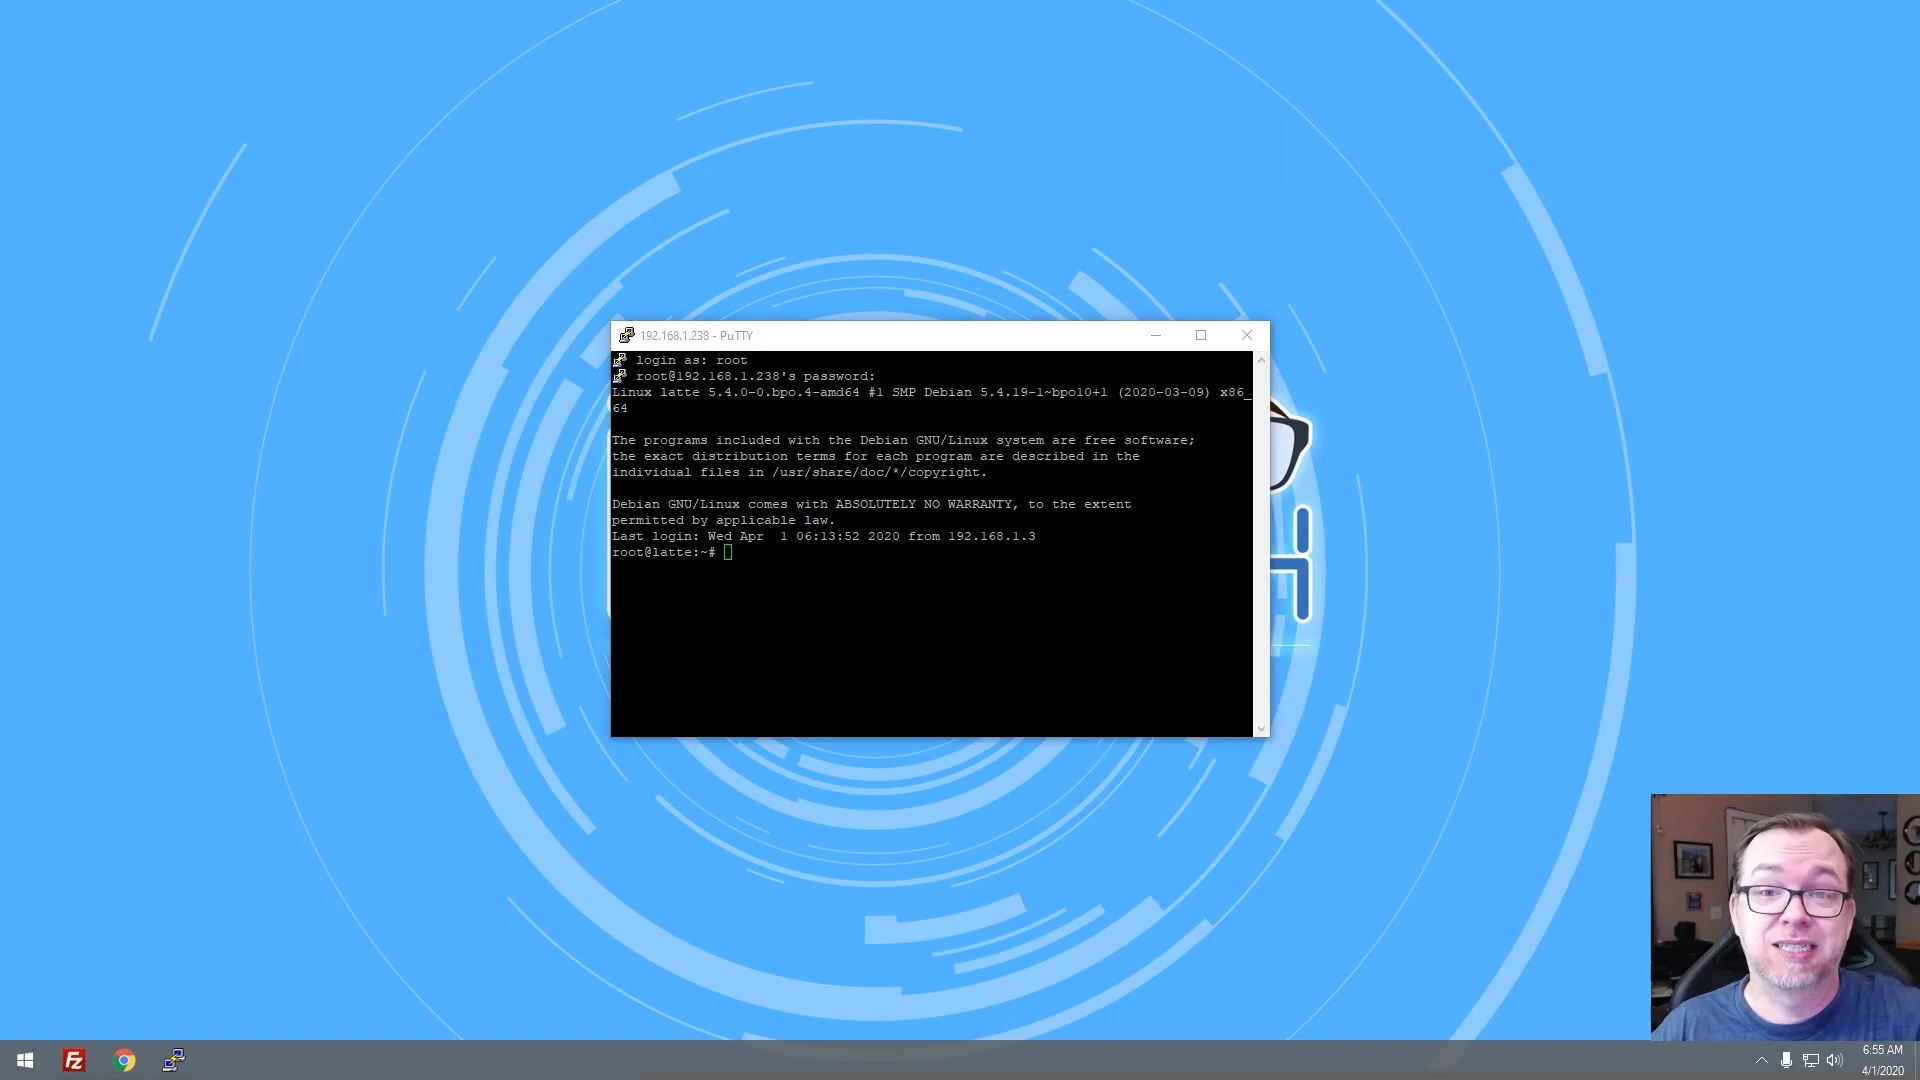 192.168.1.238 - PuTTY
login as: root
root@192.168.1.238's password:
Linux latte 5.4.0-0.bpo.4-amd64 #1 SMP Debian 5.4.19-1~bpo10+1 (2020-03-09) x86_
64
The programs included with the Debian GNU/Linux system are free software;
the exact distribution terms for each program are described in the
individual files in /usr/share/doc/*/copyright.
Debian GNU/Linux comes with ABSOLUTELY NO WARRANTY, to the extent
permitted by applicable law.
Last login: Wed Apr  1 06:13:52 2020 from 192.168.1.3
root@latte:~#
Fz
6:55 AM
4/1/2020